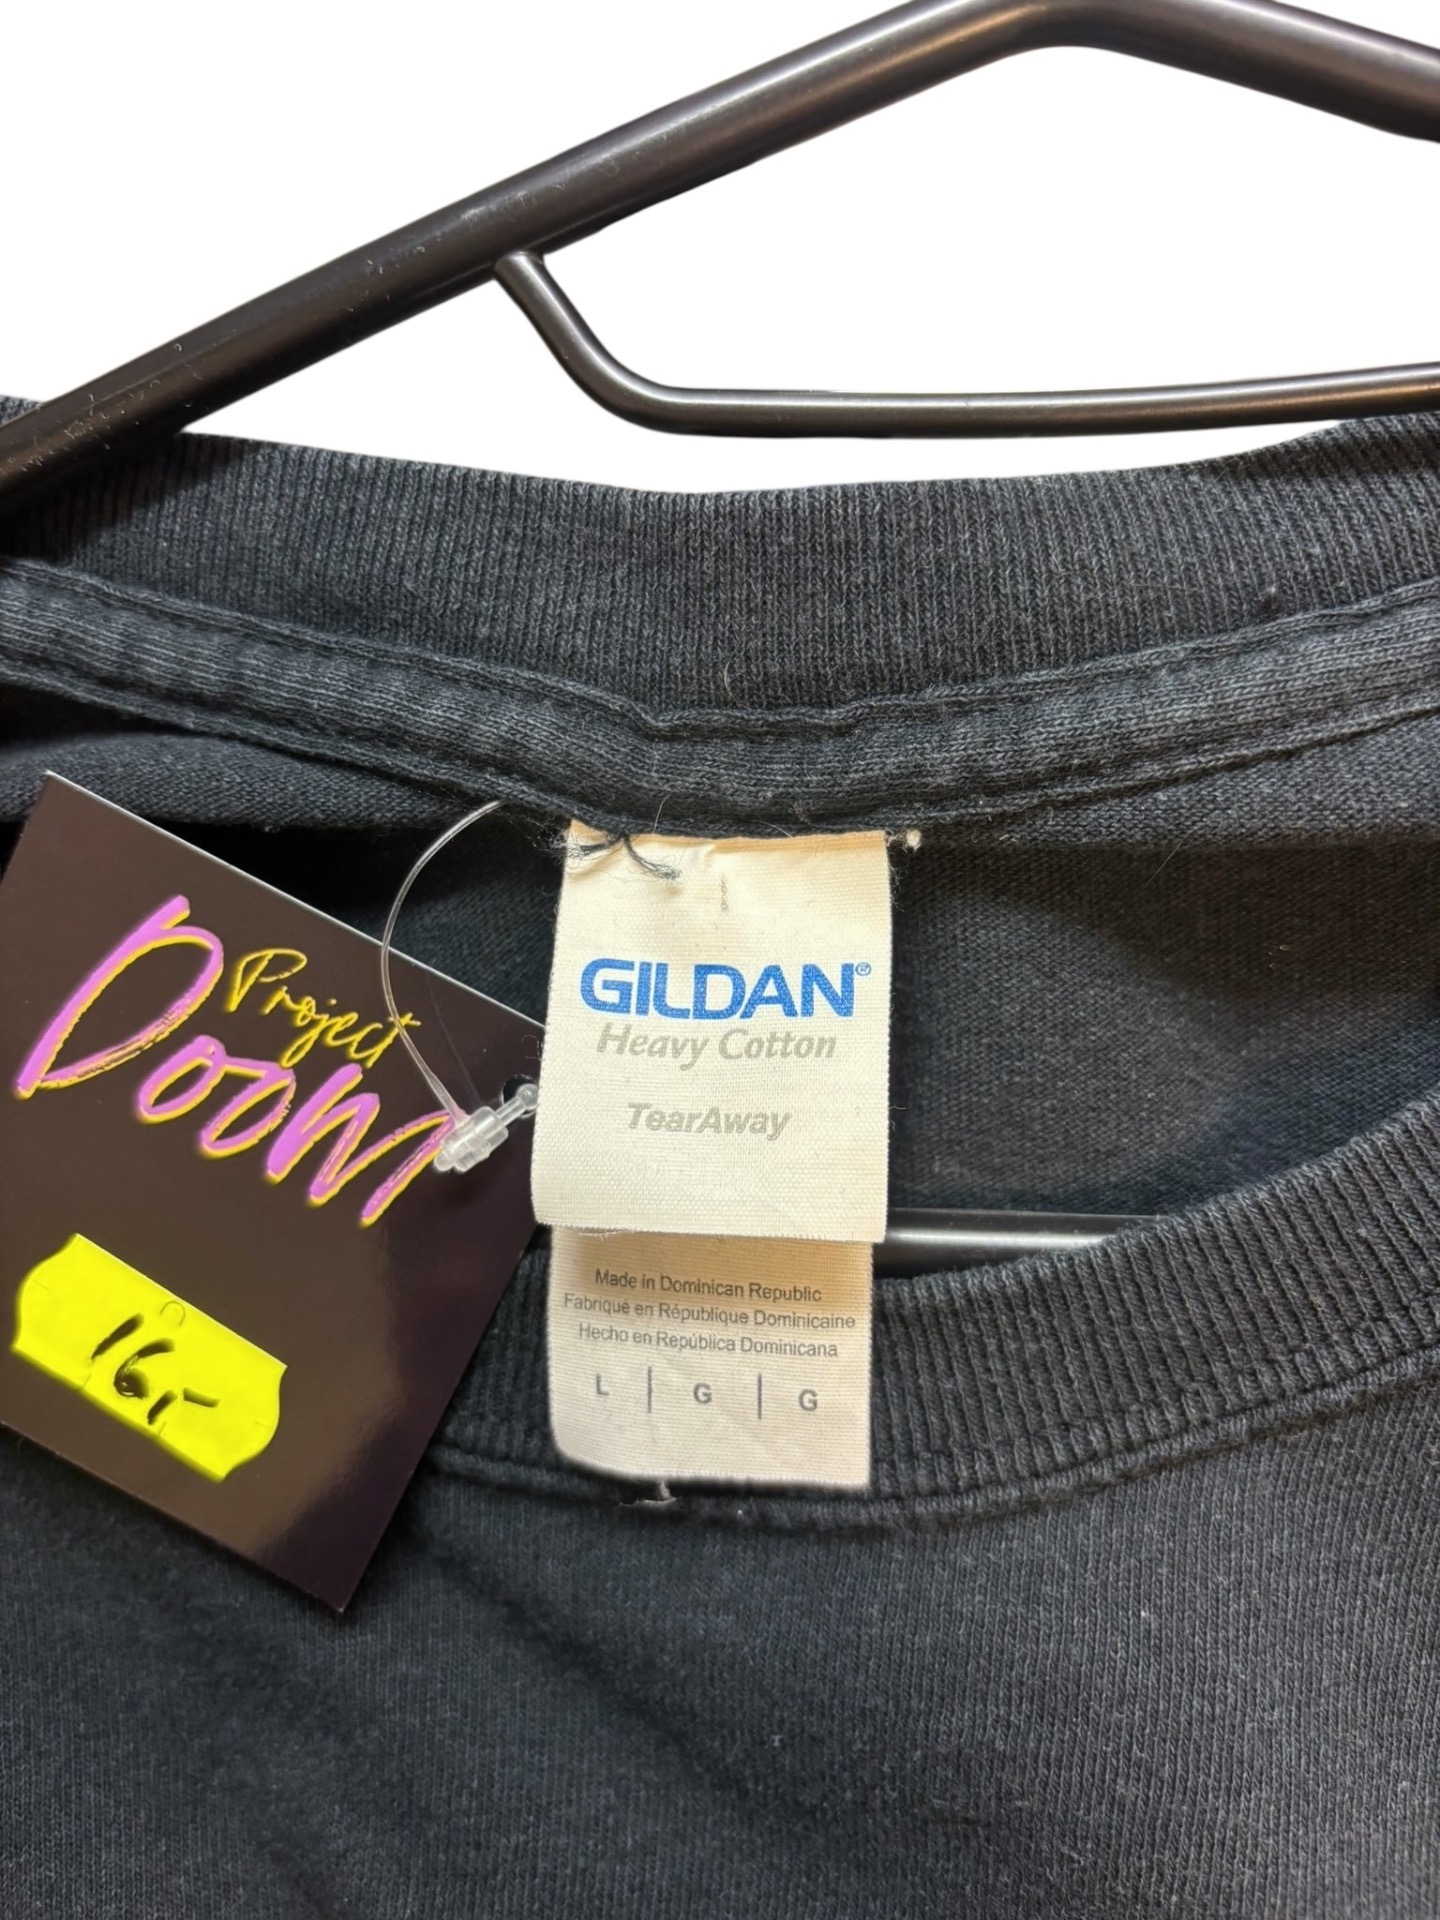 Project
Doom
16,-
GILDAN®
Heavy Cotton
TearAway
Made in Dominican Republic
Fabriqué en République Dominicaine
Hecho en República Dominicana
L | G | G